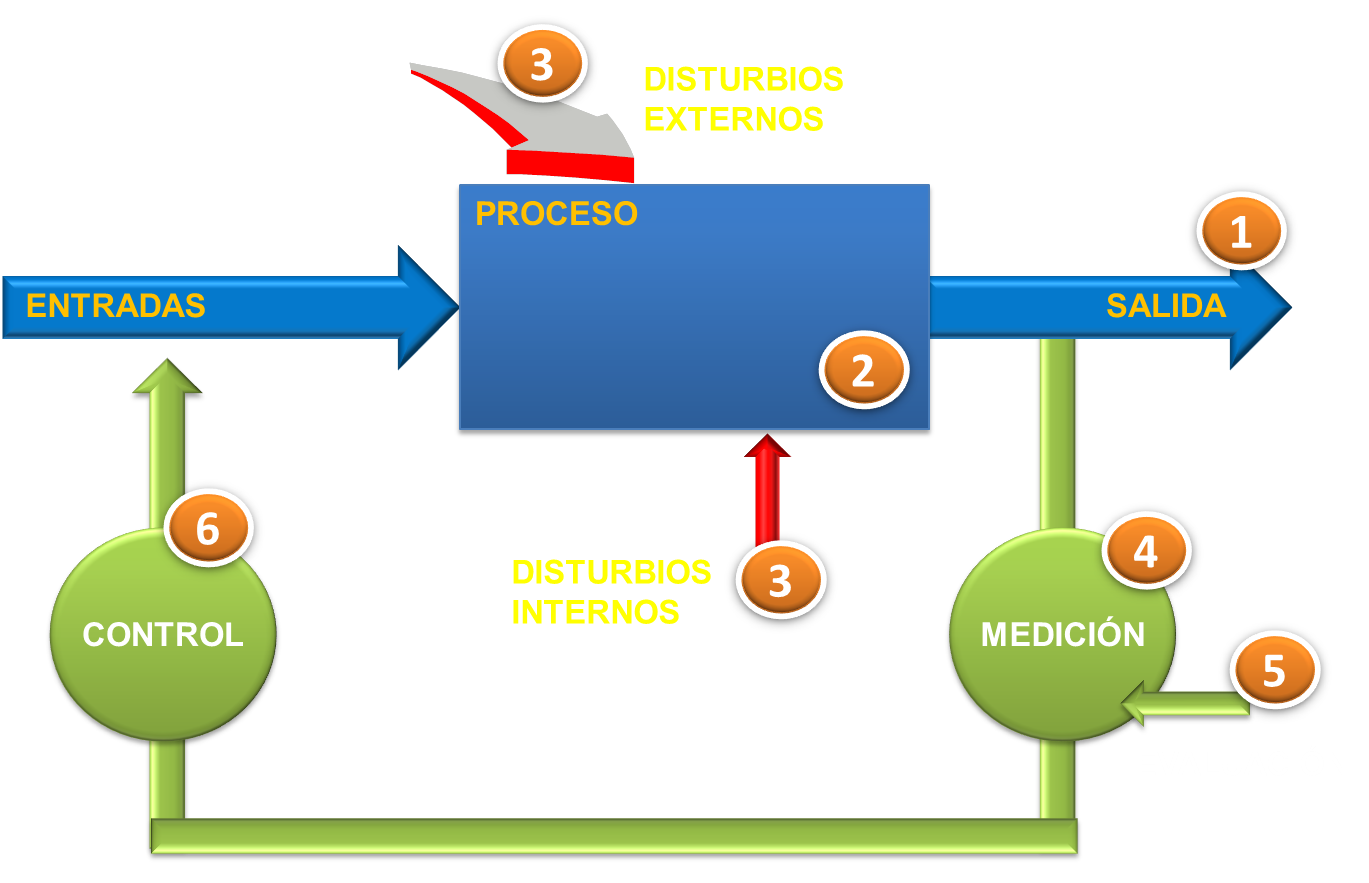 3
DISTURBIOS
EXTERNOS
PROCESO
1
ENTRADAS
SALIDA
2
6
4
DISTURBIOS
INTERNOS
3
CONTROL
MEDICIÓN
5